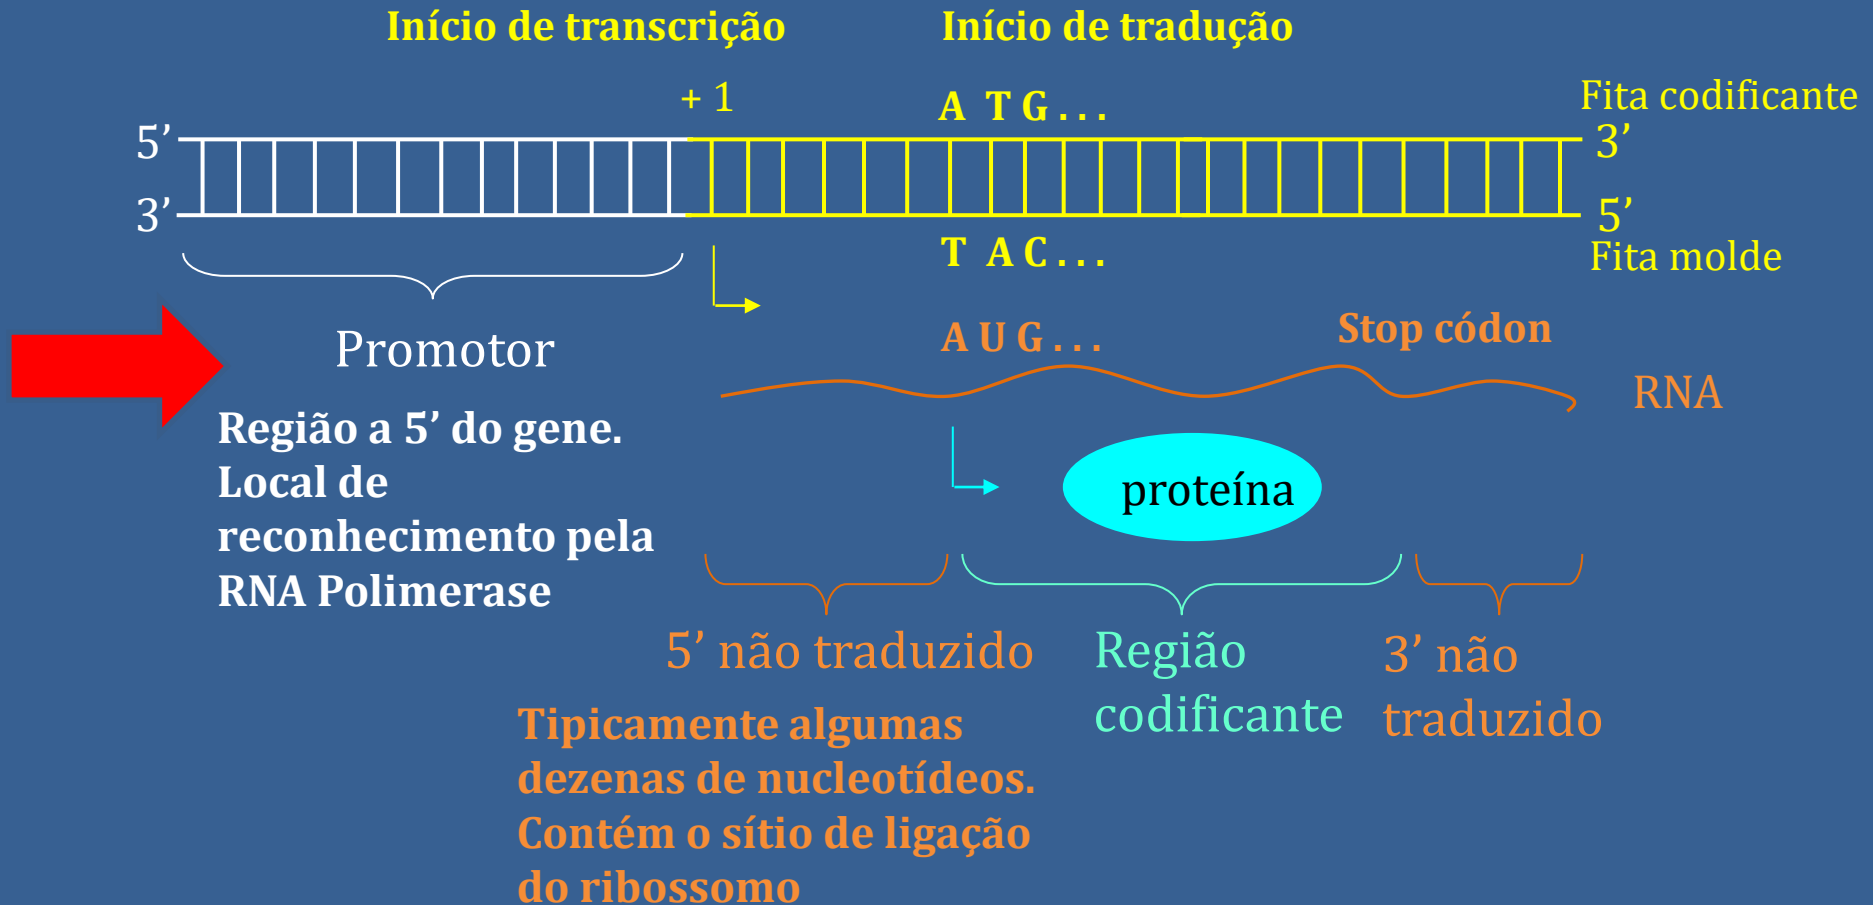 Início de transcrição
Início de tradução
+ 1
A T G . . .
Fita codificante
5’
3’
3’
5’
T A C . . .
Fita molde
Promotor
A U G . . .
Stop códon
RNA
Região a 5’ do gene.
Local de
reconhecimento pela
RNA Polimerase
proteína
5’ não traduzido
Região
codificante
3’ não
traduzido
Tipicamente algumas
dezenas de nucleotídeos.
Contém o sítio de ligação
do ribossomo